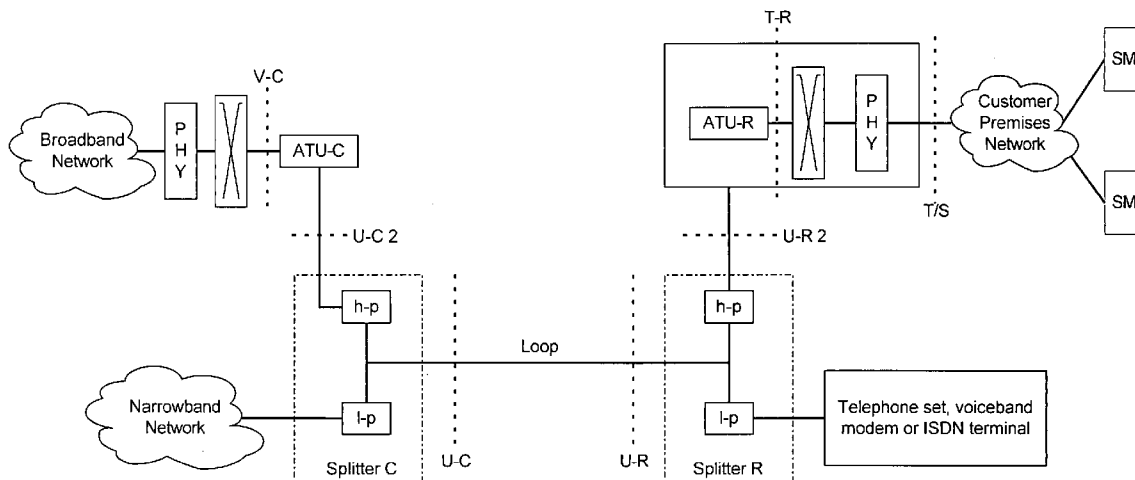 T-R
V-C
Broadband
Network
P
H
Y
ATU-C
ATU-R
P
H
Y
Customer
Premises
Network
SM
SM
T/S
U-C 2
U-R 2
h-p
h-p
Loop
Narrowband
Network
l-p
l-p
Telephone set, voiceband
modem or ISDN terminal
Splitter C
U-C
U-R
Splitter R